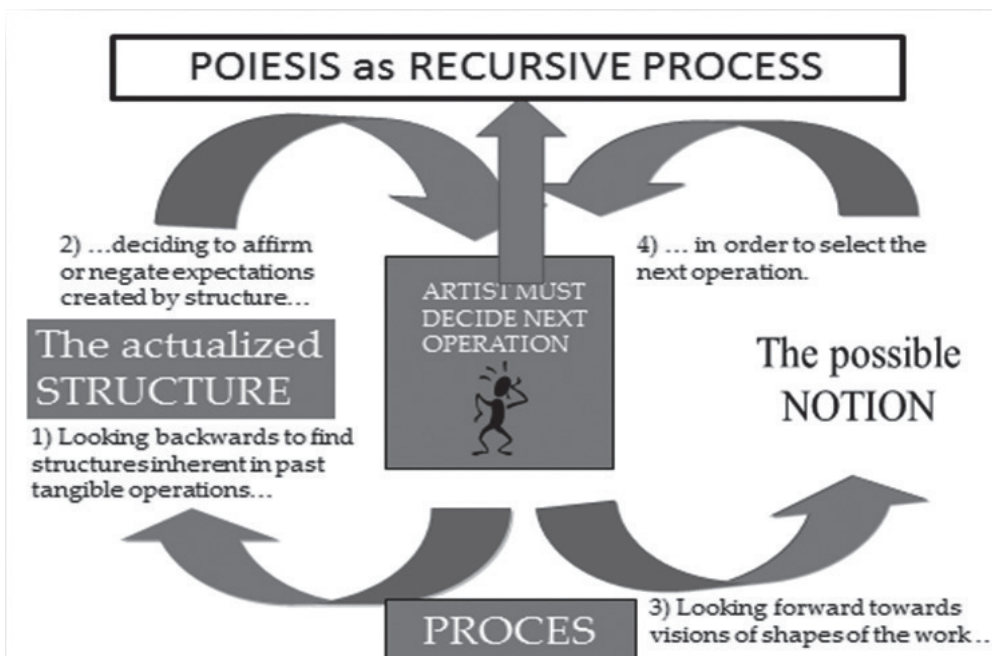 POIESIS as RECURSIVE PROCESS
2) ...deciding to affirm
or negate expectations
created by structure...
4) ... in order to select the
next operation.
ARTIST MUST
DECIDE NEXT
OPERATION
The actualized
STRUCTURE
The possible
NOTION
1) Looking backwards to find
structures inherent in past
tangible operations...
PROCES
3) Looking forward towards
visions of shapes of the work...